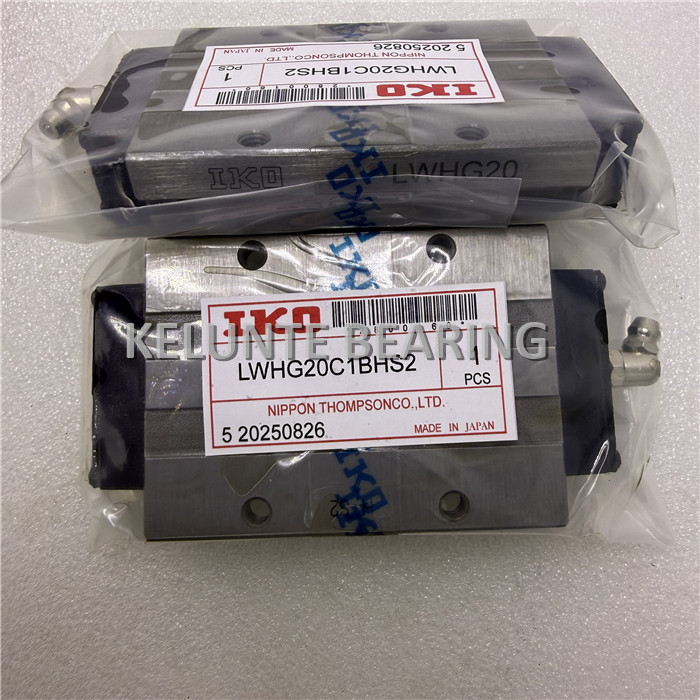 MADE IN JAPAN
5 20250826
NIPPON THOMPSONCO.,LTD.
1
PCS
LWHG20C1BHS2
IKO
IKO LWHG20
IKO
KELUNTE BEARING
LWHG20C1BHS2
1
PCS
NIPPON THOMPSONCO.,LTD.
5 20250826
MADE IN JAPAN